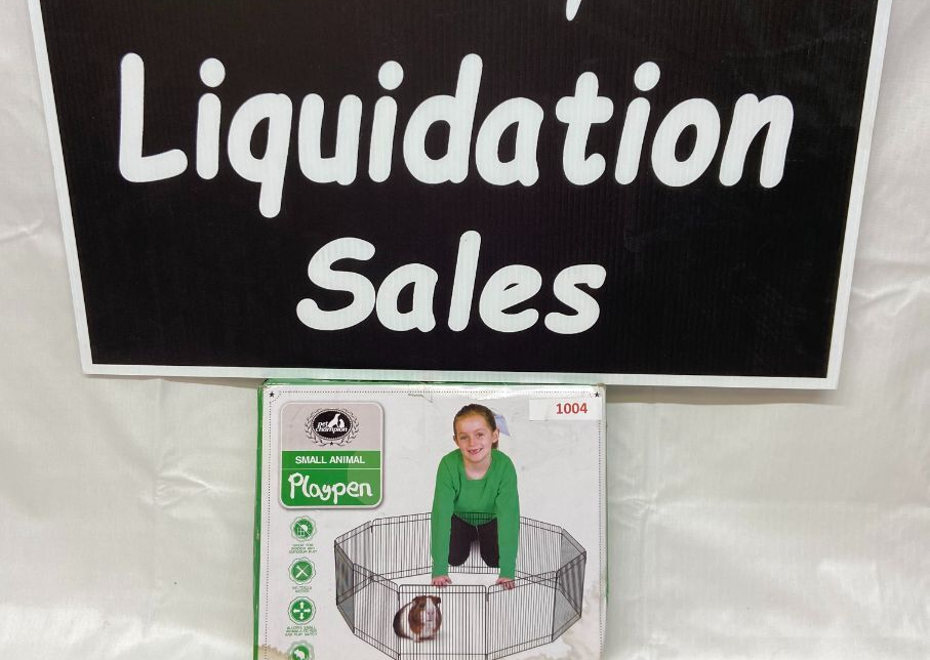 Liquidation
Sales
1004
pet
champion
SMALL ANIMAL
Playpen